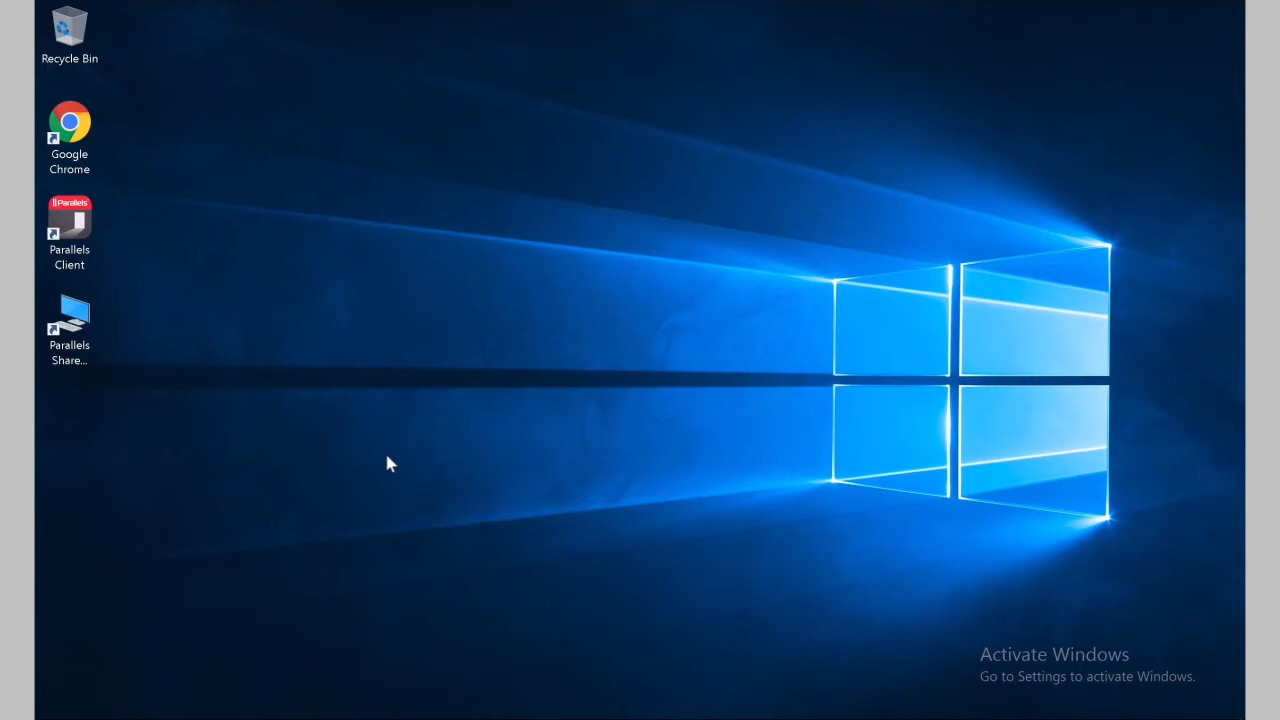 Recycle Bin
Google
Chrome
Parallels
Parallels
Client
Parallels
Share...
Activate Windows
Go to Settings to activate Windows.